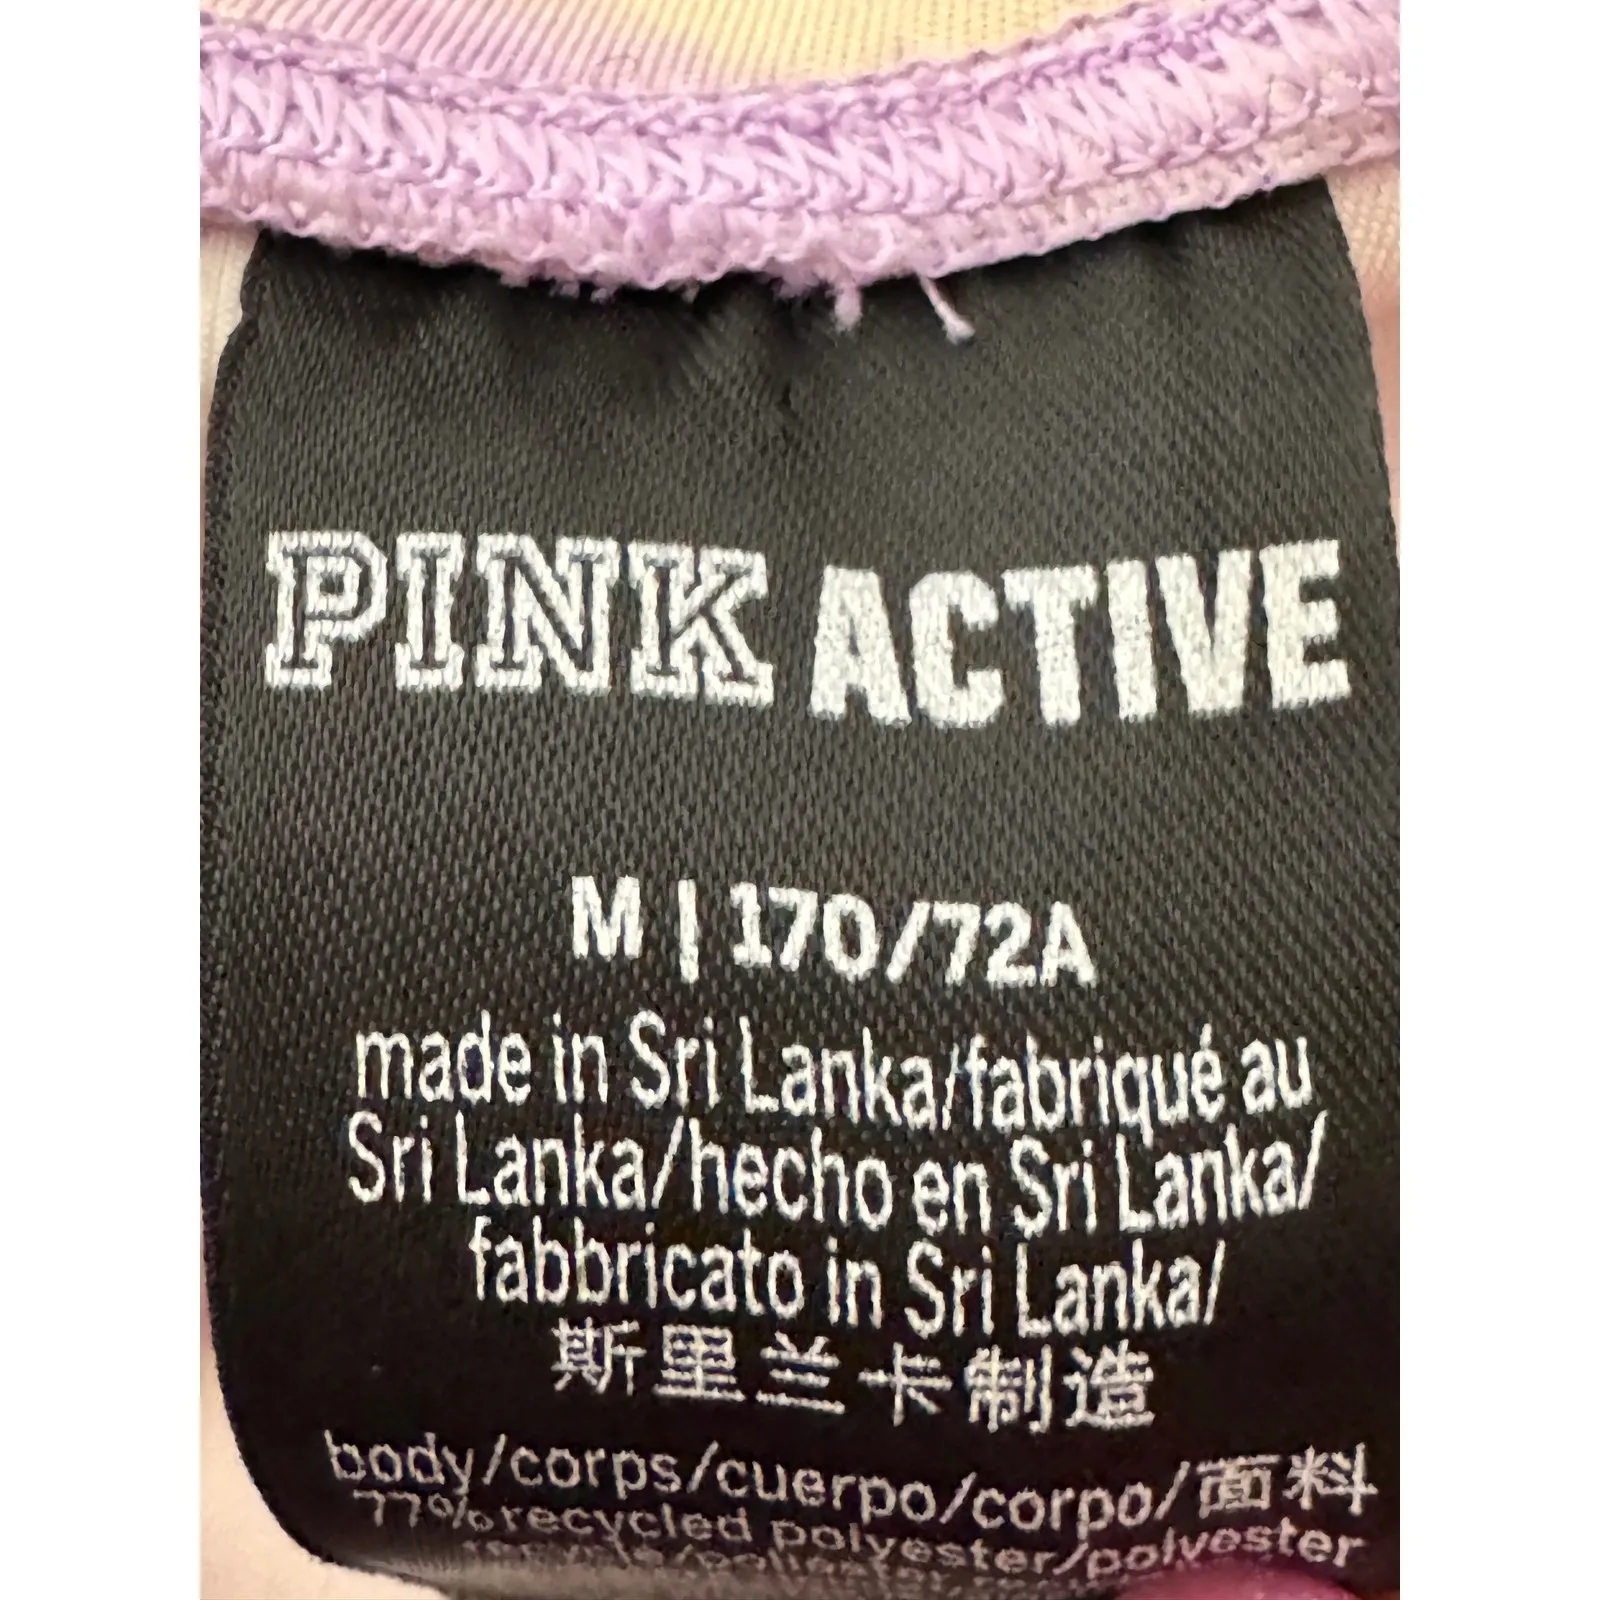 PINK ACTIVE
M | 170/72A
made in Sri Lanka/fabriqué au
Sri Lanka/hecho en Sri Lanka/
fabbricato in Sri Lanka/
斯里兰卡制造
body/corps/cuerpo/corpo/面料
77% recycled polyester/polyester